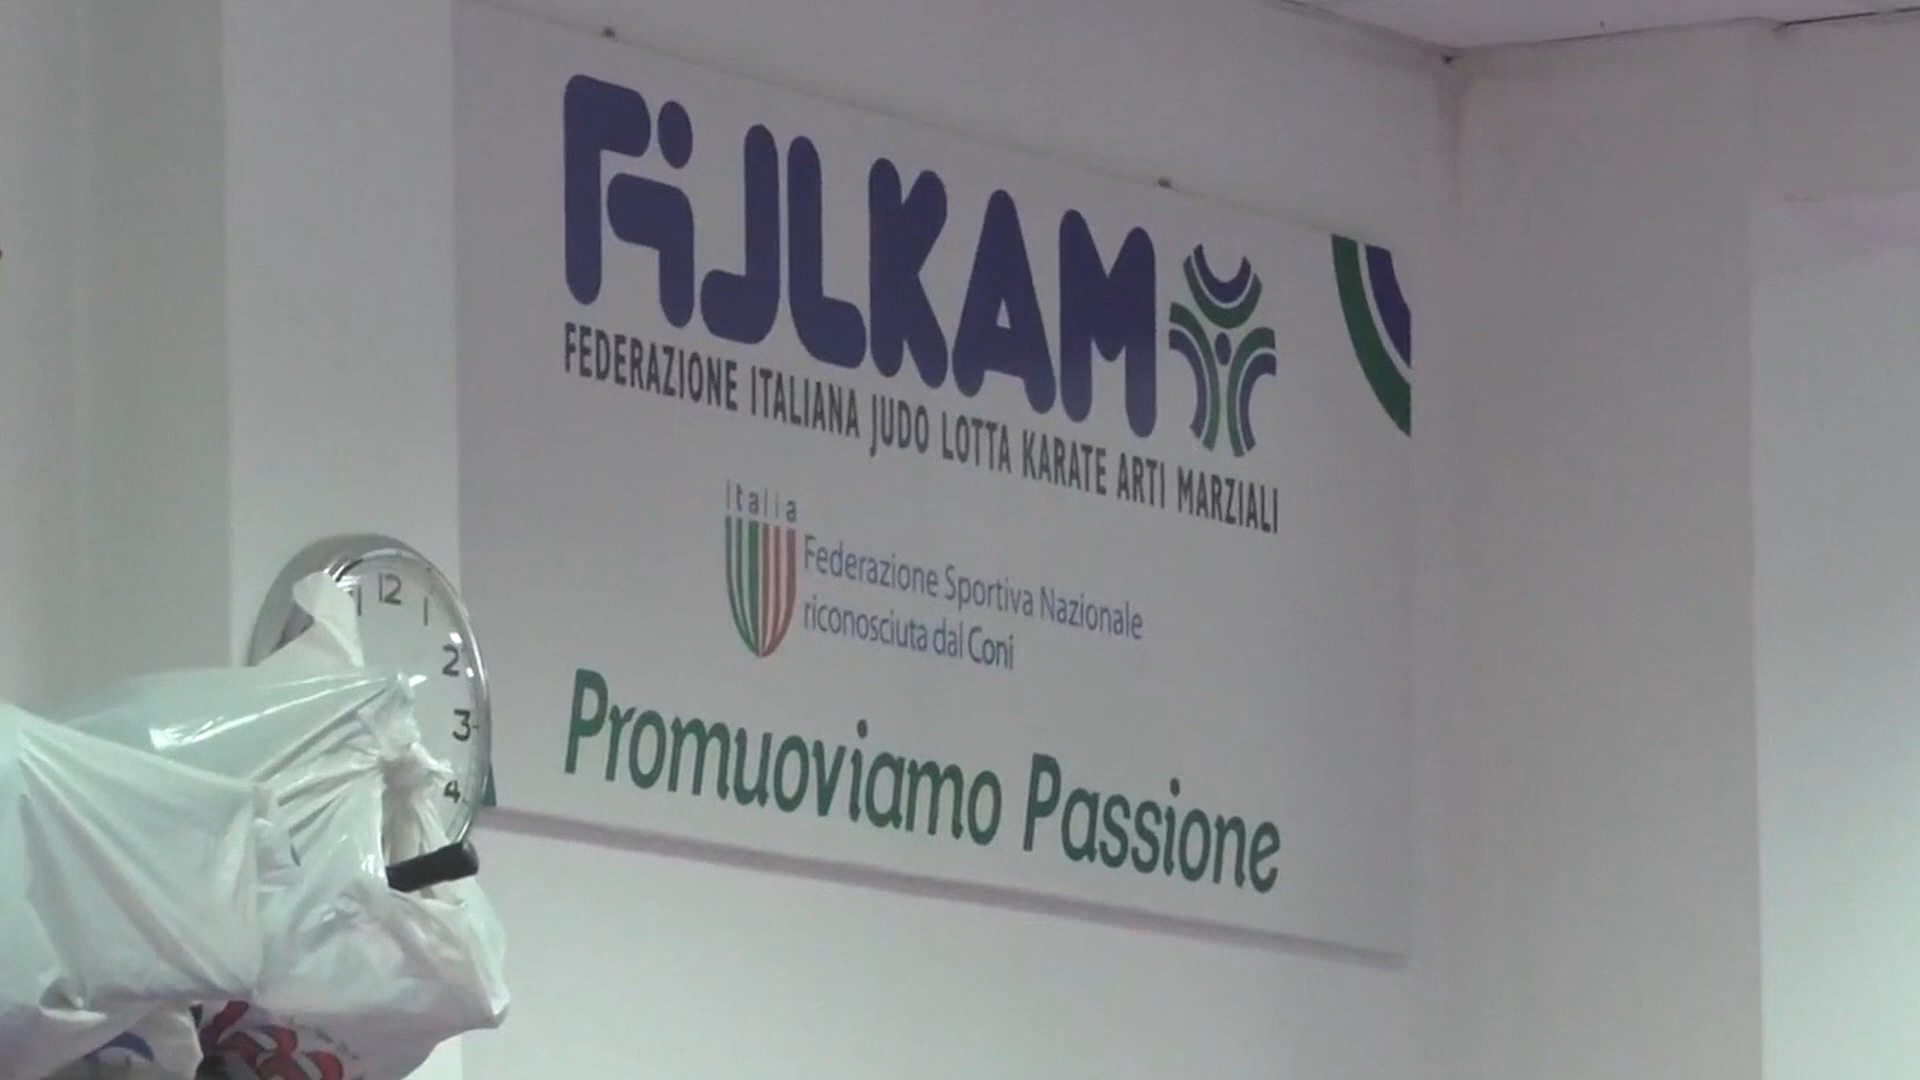 FIJLKAM
FEDERAZIONE ITALIANA JUDO LOTTA KARATE ARTI MARZIALI
Italia
Federazione Sportiva Nazionale
riconosciuta dal Coni
Promuoviamo Passione
12
1
2
3
4